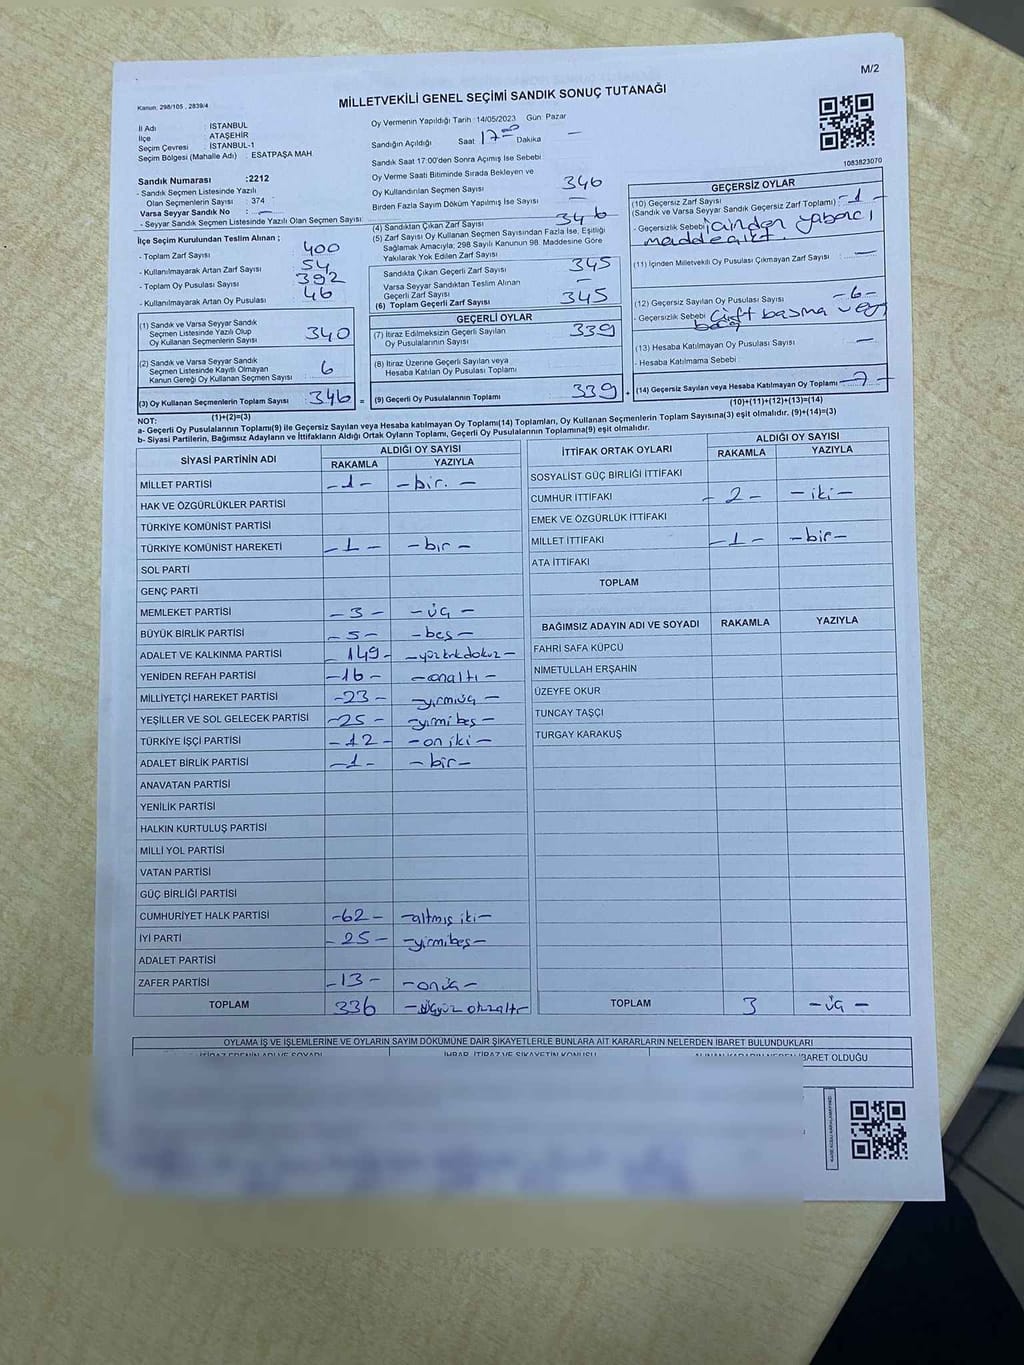 M/2
Kanun: 298/105 , 2839/4
MİLLETVEKİLİ GENEL SEÇİMİ SANDIK SONUÇ TUTANAĞI
İl Adı : İSTANBUL
İlçe : ATAŞEHİR
Seçim Çevresi : İSTANBUL-1
Seçim Bölgesi (Mahalle Adı) : ESATPAŞA MAH
Sandık Numarası :2212
- Sandık Seçmen Listesinde Yazılı
Olan Seçmenlerin Sayısı : 374
Varsa Seyyar Sandık No : —
- Seyyar Sandık Seçmen Listesinde Yazılı Olan Seçmen Sayısı:
İlçe Seçim Kurulundan Teslim Alınan ;
- Toplam Zarf Sayısı 400
- Kullanılmayarak Artan Zarf Sayısı 54
- Toplam Oy Pusulası Sayısı 392
- Kullanılmayarak Artan Oy Pusulası 46
(1) Sandık ve Varsa Seyyar Sandık
Seçmen Listesinde Yazılı Olup
Oy Kullanan Seçmenlerin Sayısı 340
(2) Sandık ve Varsa Seyyar Sandık
Seçmen Listesinde Kayıtlı Olmayan
Kanun Gereği Oy Kullanan Seçmen Sayısı 6
(3) Oy Kullanan Seçmenlerin Toplam Sayısı 346 =
(1)+(2)=(3)
Oy Vermenin Yapıldığı Tarih :14/05/2023 Gün: Pazar
Sandığın Açıldığı Saat 17:00 Dakika —
Sandık Saat 17:00'den Sonra Açımış İse Sebebi
Oy Verme Saati Bitiminde Sırada Bekleyen ve
Oy Kullandırılan Seçmen Sayısı 346
Birden Fazla Sayım Döküm Yapılmış İse Sayısı —
(4) Sandıktan Çıkan Zarf Sayısı 346
(5) Zarf Sayısı Oy Kullanan Seçmen Sayısından Fazla İse, Eşitliği
Sağlamak Amacıyla; 298 Sayılı Kanunun 98. Maddesine Göre
Yakılarak Yok Edilen Zarf Sayısı
Sandıkta Çıkan Geçerli Zarf Sayısı 345
Varsa Seyyar Sandıktan Teslim Alınan
Geçerli Zarf Sayısı —
(6) Toplam Geçerli Zarf Sayısı 345
GEÇERLİ OYLAR
(7) İtiraz Edilmeksizin Geçerli Sayılan
Oy Pusulasının Sayısı 339
(8) İtiraz Üzerine Geçerli Sayılan veya
Hesaba Katılan Oy Pusulası Toplamı
(9) Geçerli Oy Pusulalarının Toplamı 339 +
1083823070
GEÇERSİZ OYLAR
(10) Geçersiz Zarf Sayısı
(Sandık ve Varsa Seyyar Sandık Geçersiz Zarf Toplamı) -1-
- Geçersizlik Sebebi içinden yabancı
madde çıktı.
(11) İçinden Milletvekili Oy Pusulası Çıkmayan Zarf Sayısı —
(12) Geçersiz Sayılan Oy Pusulası Sayısı -6-
- Geçersizlik Sebebi çift basma veya
(13) Hesaba Katılmayan Oy Pusulası Sayısı —
- Hesaba Katılmama Sebebi
(14) Geçersiz Sayılan veya Hesaba Katılmayan Oy Toplamı -7-
(10)+(11)+(12)+(13)=(14)
NOT:
a- Geçerli Oy Pusulalarının Toplamı(9) ile Geçersiz Sayılan veya Hesaba katılmayan Oy Toplamı(14) Toplamları, Oy Kullanan Seçmenlerin Toplam Sayısına(3) eşit olmalıdır. (9)+(14)=(3)
b- Siyasi Partilerin, Bağımsız Adayların ve İttifakların Aldığı Ortak Oyların Toplamı, Geçerli Oy Pusulalarının Toplamına(9) eşit olmalıdır.
SİYASİ PARTİNİN ADI ALDIĞI OY SAYISI
RAKAMLA YAZIYLA
MİLLET PARTİSİ -1- -bir.-
HAK VE ÖZGÜRLÜKLER PARTİSİ
TÜRKİYE KOMÜNİST PARTİSİ
TÜRKİYE KOMÜNİST HAREKETİ -1- -bir-
SOL PARTİ
GENÇ PARTİ
MEMLEKET PARTİSİ -3- -üç-
BÜYÜK BİRLİK PARTİSİ -5- -beş-
ADALET VE KALKINMA PARTİSİ -149- -yüzkırkdokuz-
YENİDEN REFAH PARTİSİ -16- -onaltı-
MİLLİYETÇİ HAREKET PARTİSİ -23- -yirmiüç-
YEŞİLLER VE SOL GELECEK PARTİSİ -25- -yirmibeş-
TÜRKİYE İŞÇİ PARTİSİ -12- -oniki-
ADALET BİRLİK PARTİSİ -1- -bir-
ANAVATAN PARTİSİ
YENİLİK PARTİSİ
HALKIN KURTULUŞ PARTİSİ
MİLLİ YOL PARTİSİ
VATAN PARTİSİ
GÜÇ BİRLİĞİ PARTİSİ
CUMHURİYET HALK PARTİSİ -62- -altmış iki-
İYİ PARTİ -25- -yirmibeş-
ADALET PARTİSİ
ZAFER PARTİSİ -13- -onüç-
TOPLAM 336 -üçyüz otuzaltı-
İTTİFAK ORTAK OYLARI ALDIĞI OY SAYISI
RAKAMLA YAZIYLA
SOSYALİST GÜÇ BİRLİĞİ İTTİFAKI
CUMHUR İTTİFAKI -2- -iki-
EMEK VE ÖZGÜRLÜK İTTİFAKI
MİLLET İTTİFAKI -1- -bir-
ATA İTTİFAKI
TOPLAM
BAĞIMSIZ ADAYIN ADI VE SOYADI RAKAMLA YAZIYLA
FAHRİ SAFA KÜPCÜ
NİMETULLAH ERŞAHİN
ÜZEYFE OKUR
TUNCAY TAŞÇI
TURGAY KARAKUŞ
TOPLAM 3 -üç-
OYLAMA İŞ VE İŞLEMLERİNE VE OYLARIN SAYIM DÖKÜMÜNE DAİR ŞİKAYETLERLE BUNLARA AİT KARARLARIN NELERDEN İBARET BULUNDUKLARI
İTİRAZ EDENİN ADI VE SOYADI İHBAR, İTİRAZ VE ŞİKAYETİN KONUSU ALINAN KARARLARIN NEDEN İBARET OLDUĞU